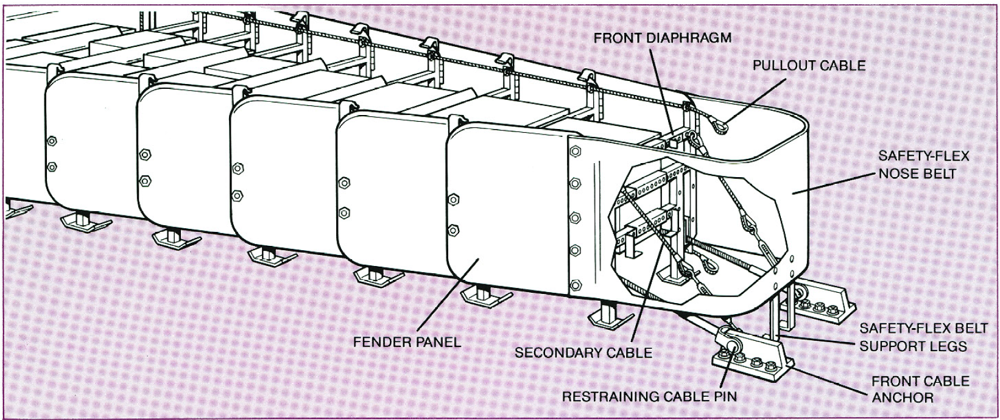 FRONT DIAPHRAGM
PULLOUT CABLE
SAFETY-FLEX
NOSE BELT
FENDER PANEL
SECONDARY CABLE
SAFETY-FLEX BELT
SUPPORT LEGS
RESTRAINING CABLE PIN
FRONT CABLE
ANCHOR